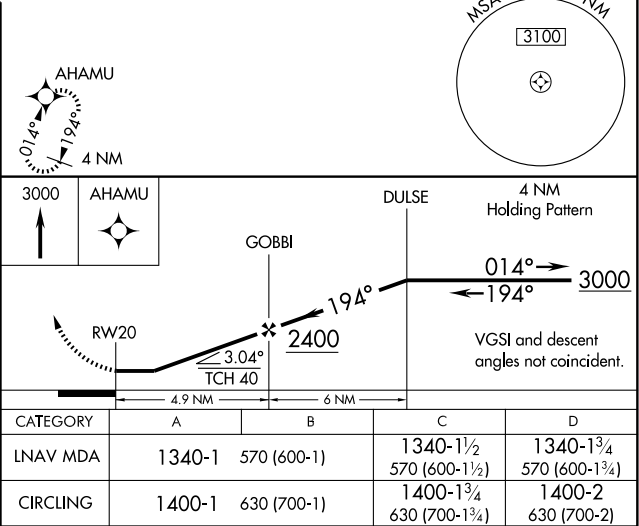 MSA NM
3100
AHAMU
014°
194°
4 NM
3000
AHAMU
DULSE
4 NM
Holding Pattern
GOBBI
014°
3000
194°
194°
2400
RW20
3.04°
TCH 40
VGSI and descent
angles not coincident.
4.9 NM
6 NM
CATEGORY A B C D
LNAV MDA 1340-1 570 (600-1) 1340-1½ 570 (600-1½) 1340-1¾ 570 (600-1¾)
CIRCLING 1400-1 630 (700-1) 1400-1¾ 630 (700-1¾) 1400-2 630 (700-2)